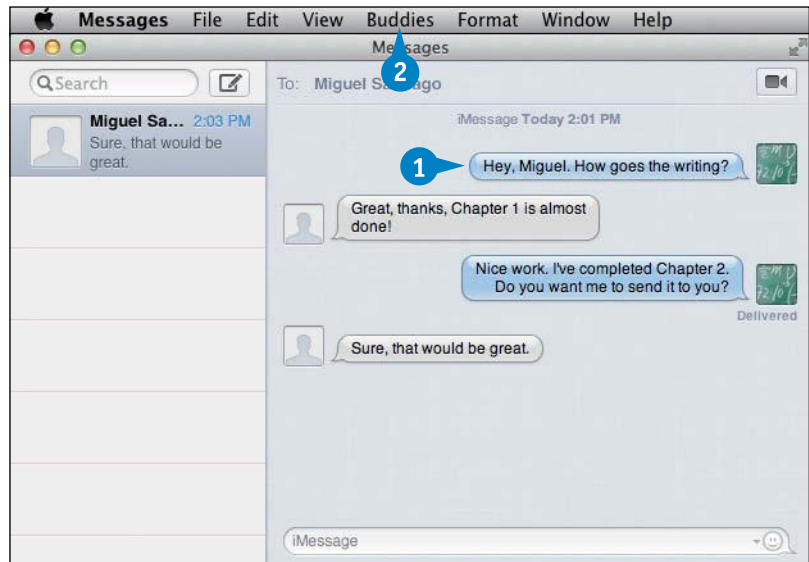 Messages File Edit View Buddies Format Window Help
Messages
Search
To: Miguel
2
Miguel Sa... 2:03 PM
Sure, that would be
great.
iMessage Today 2:01 PM
1
Hey, Miguel. How goes the writing?
Great, thanks, Chapter 1 is almost
done!
Nice work. I've completed Chapter 2.
Do you want me to send it to you?
Delivered
Sure, that would be great.
iMessage